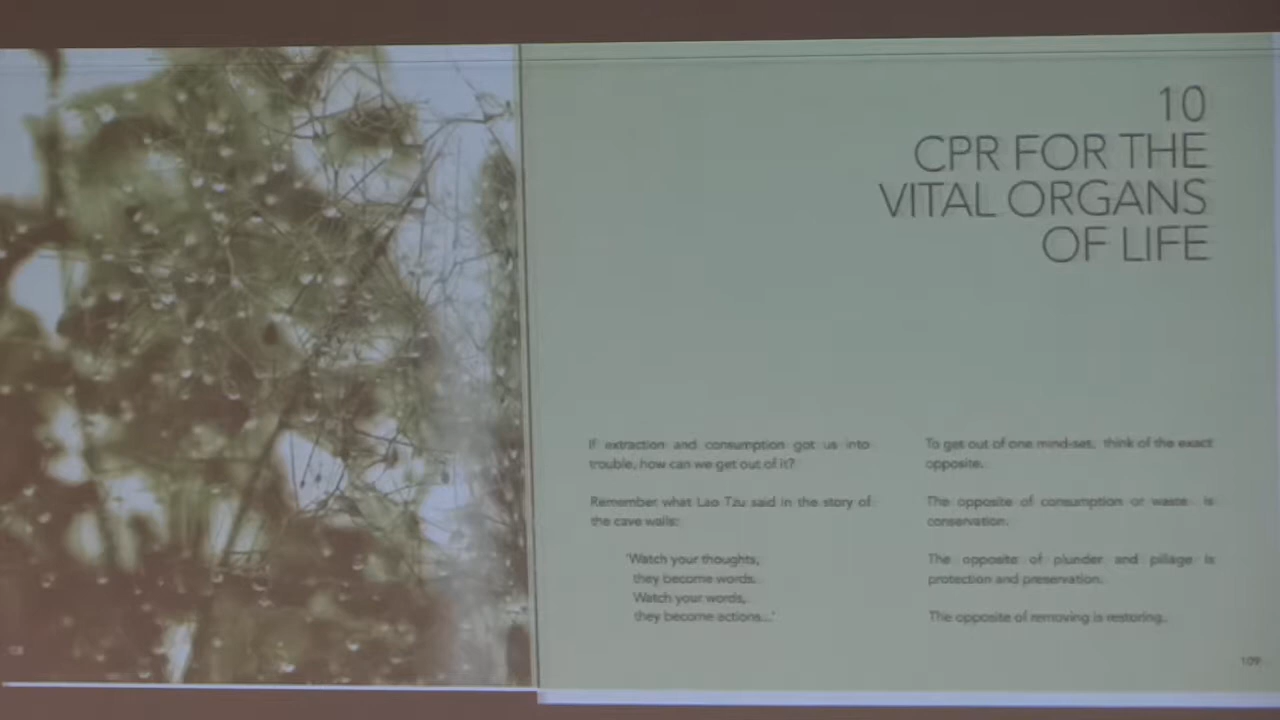 10
CPR FOR THE
VITAL ORGANS
OF LIFE
If extraction and consumption got us into
trouble, how can we get out of it?
Remember what Lao Tzu said in the story of
the cave walls:
'Watch your thoughts,
they become words.
Watch your words,
they become actions...'
To get out of one mind-set, think of the exact
opposite.
The opposite of consumption or waste is
conservation.
The opposite of plunder and pillage is
protection and preservation.
The opposite of removing is restoring.
109